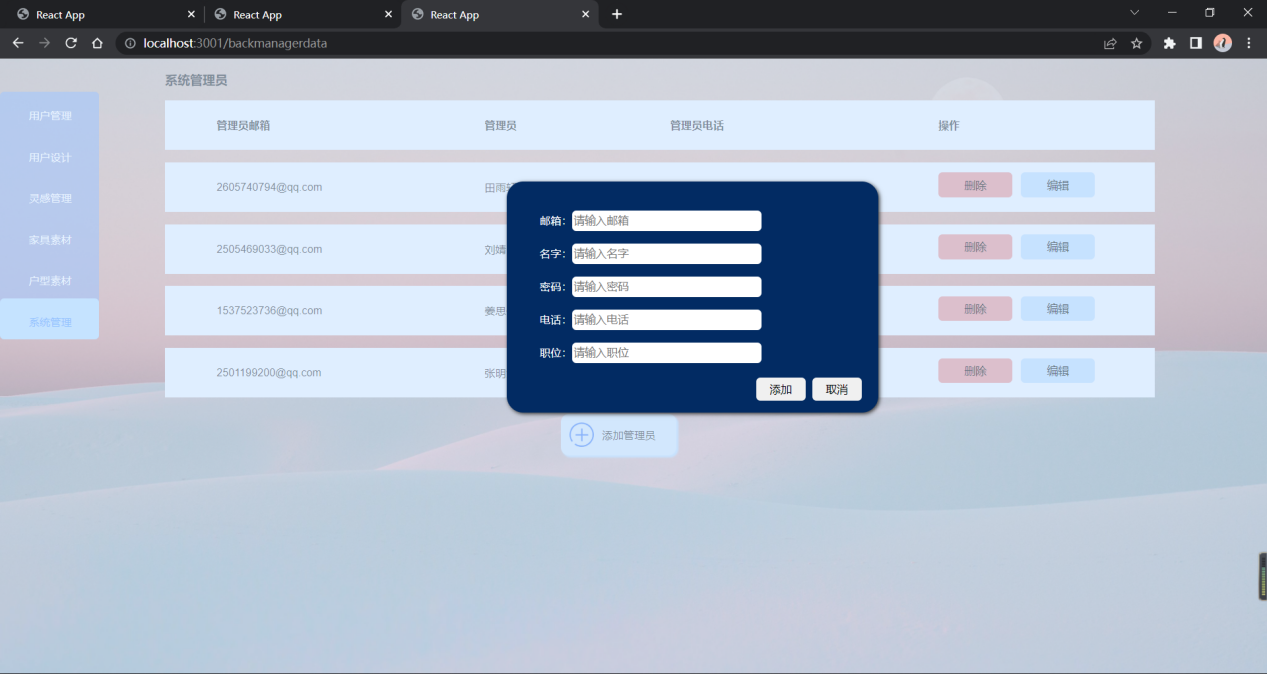 React App
React App
React App
localhost:3001/backmanagerdata
系统管理员
用户管理
用户设计
灵感管理
家具素材
户型素材
系统管理
管理员邮箱 管理员 管理员电话 操作
2605740794@qq.com 田雨 删除 编辑
2505469033@qq.com 刘婧 删除 编辑
1537523736@qq.com 姜思 删除 编辑
2501199200@qq.com 张明 删除 编辑
邮箱: 请输入邮箱
名字: 请输入名字
密码: 请输入密码
电话: 请输入电话
职位: 请输入职位
添加 取消
添加管理员